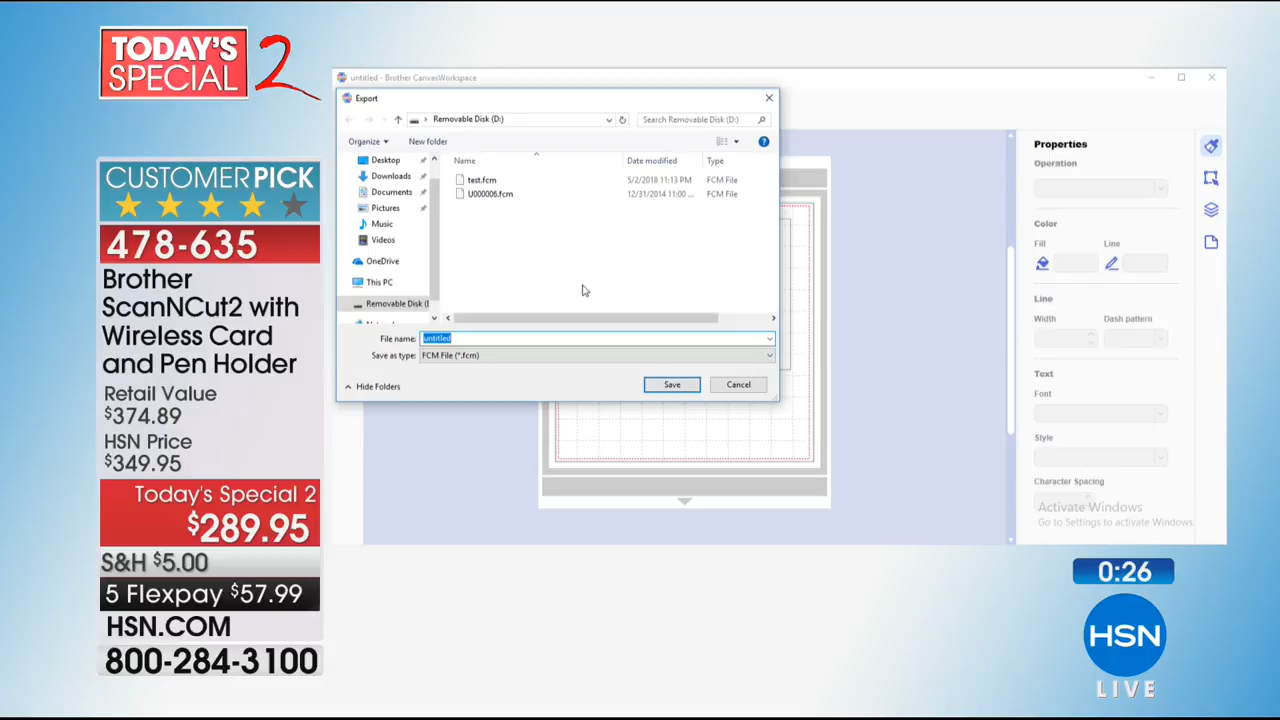 TODAY'S
SPECIAL 2
CUSTOMER PICK
478-635
Brother
ScanNCut2 with
Wireless Card
and Pen Holder
Retail Value
$374.89
HSN Price
$349.95
Today's Special 2
$289.95
S&H $5.00
5 Flexpay $57.99
HSN.COM
800-284-3100
untitled - Brother CanvasWorkspace
Export
Removable Disk (D:)
Search Removable Disk (D:)
Organize
New folder
Desktop
Downloads
Documents
Pictures
Music
Videos
OneDrive
This PC
Removable Disk (
Name
Date modified
Type
test.fcm
5/2/2018 11:13 PM
FCM File
U000006.fcm
12/31/2014 11:00 ...
FCM File
File name:
untitled
Save as type:
FCM File (*.fcm)
Hide Folders
Save
Cancel
Properties
Operation
Color
Fill
Line
Line
Width
Dash pattern
Text
Font
Style
Character Spacing
Activate Windows
Go to Settings to activate Windows.
0:26
HSN
LIVE